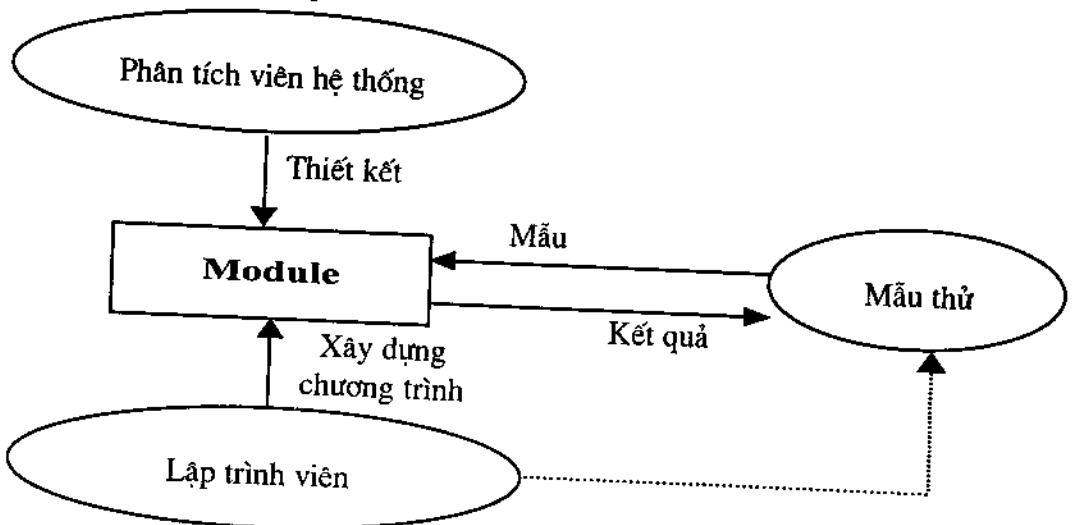 Phân tích viên hệ thống
Thiết kết
Mẫu
Module
Mẫu thử
Kết quả
Xây dựng
chương trình
Lập trình viên